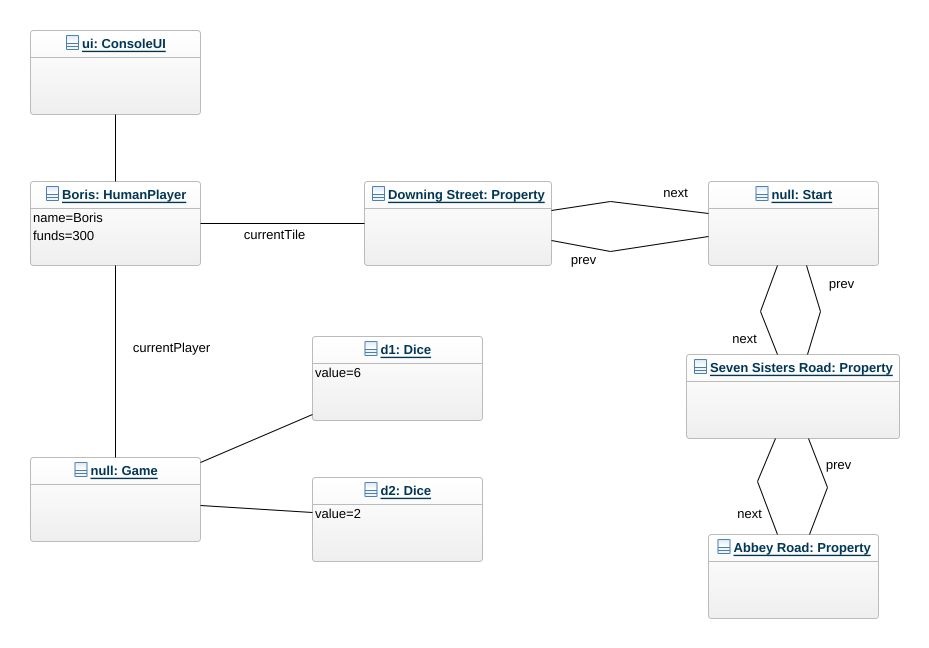 ui: ConsoleUI
Boris: HumanPlayer
name=Boris
funds=300
currentTile
Downing Street: Property
next
prev
null: Start
prev
next
currentPlayer
d1: Dice
value=6
Seven Sisters Road: Property
prev
next
null: Game
d2: Dice
value=2
Abbey Road: Property